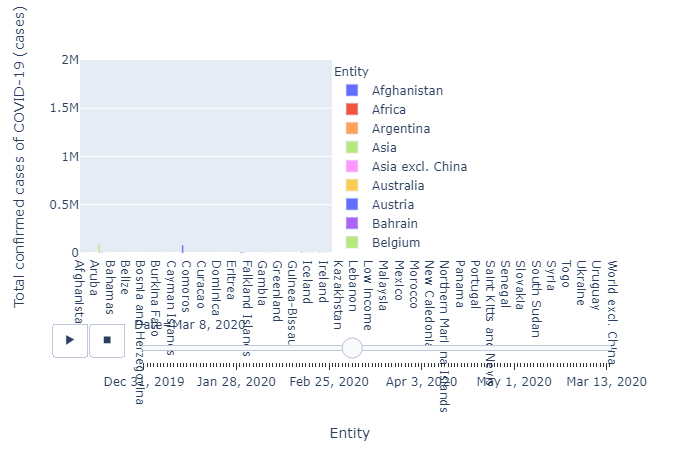 Total confirmed cases of COVID-19 (cases)
2M
1.5M
1M
0.5M
0
Entity
Afghanistan
Africa
Argentina
Asia
Asia excl. China
Australia
Austria
Bahrain
Belgium
Afghanista
Aruba
Bahamas
Belize
Bosnia and Herzegovina
Burkina Faso
Cayman Islands
Comoros
Curacao
Dominica
Eritrea
Falkland Islands
Gambia
Greenland
Guinea-Bissau
Iceland
Ireland
Kazakhstan
Lebanon
Low Income
Malaysia
Mexico
Morocco
New Caledonia
Northern Mariana Islands
Panama
Portugal
Saint Kitts and Nevis
Senegal
Slovakia
South Sudan
Syria
Togo
Ukraine
Uruguay
World excl. China
Date=Mar 8, 2020
Dec 31, 2019 Jan 28, 2020 Feb 25, 2020 Apr 3, 2020 May 1, 2020 Mar 13, 2020
Entity